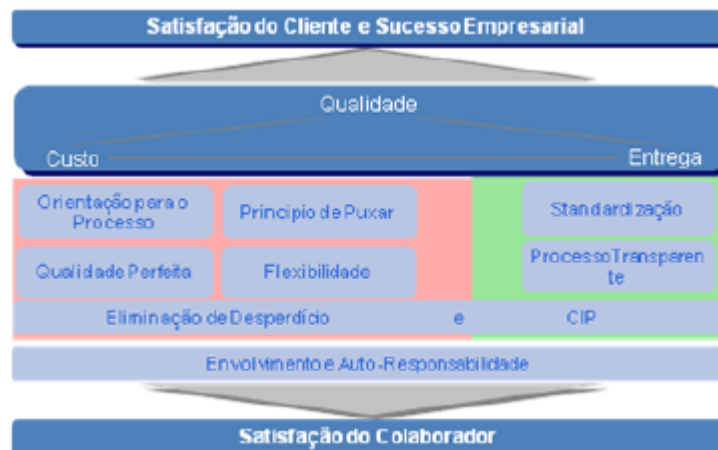 Satisfação do Cliente e Sucesso Empresarial
Qualidade
Custo
Entrega
Orientação para o
Processo
Principio de Puxar
Standardização
Qualidade Perfeita
Flexibilidade
Processo Transparen
te
Eliminação de Desperdício e CIP
Envolvimento e Auto-Responsabilidade
Satisfação do Colaborador